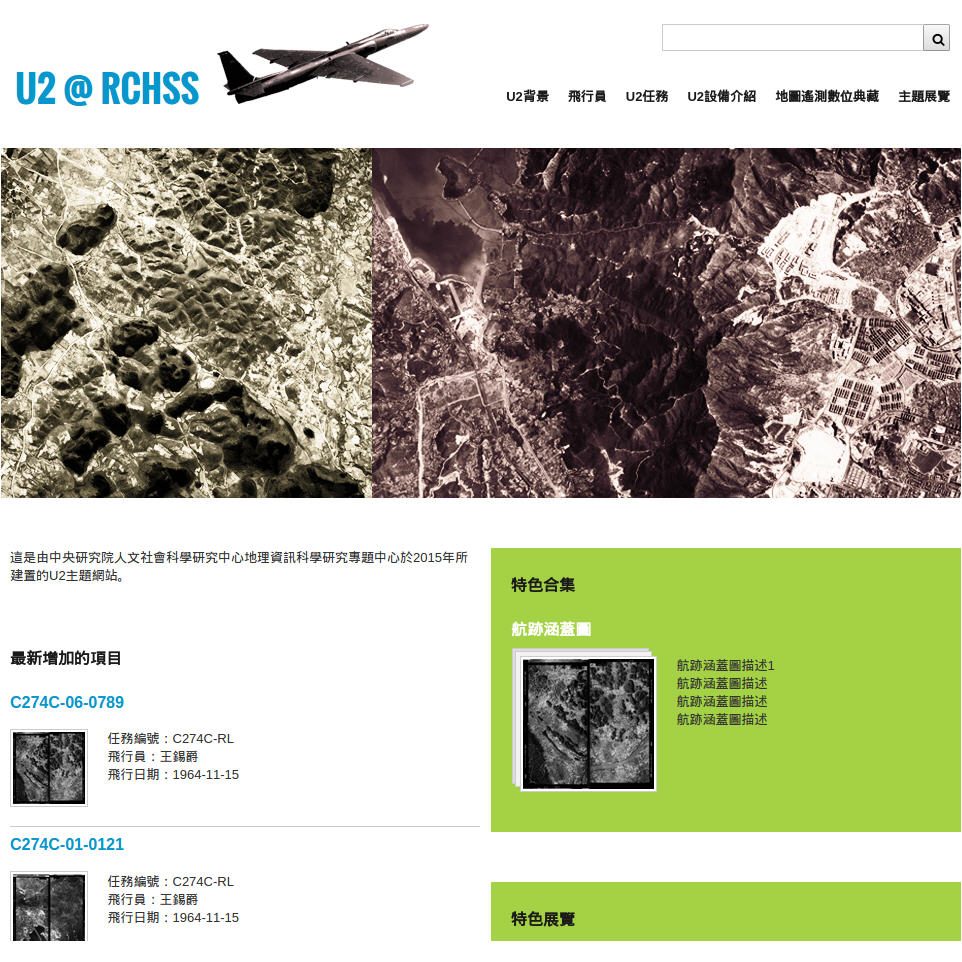 U2 @ RCHSS
U2背景 飛行員 U2任務 U2設備介紹 地圖遙測數位典藏 主題展覽
這是由中央研究院人文社會科學研究中心地理資訊科學研究專題中心於2015年所
建置的U2主題網站。
最新增加的項目
C274C-06-0789
任務編號：C274C-RL
飛行員：王錫爵
飛行日期：1964-11-15
C274C-01-0121
任務編號：C274C-RL
飛行員：王錫爵
飛行日期：1964-11-15
特色合集
航跡涵蓋圖
航跡涵蓋圖描述1
航跡涵蓋圖描述
航跡涵蓋圖描述
航跡涵蓋圖描述
特色展覽